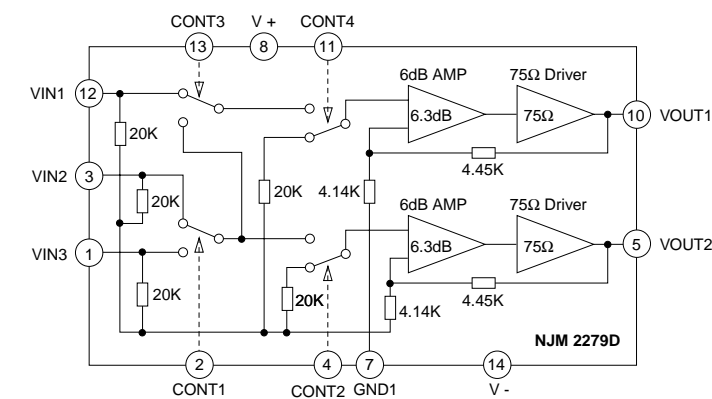 CONT3 V + CONT4
13 8 11
6dB AMP 75Ω Driver
VIN1 12 6.3dB 75Ω 10 VOUT1
20K
4.45K
VIN2 3 20K 20K 4.14K
6dB AMP 75Ω Driver
VIN3 1 6.3dB 75Ω 5 VOUT2
20K 20K 4.14K 4.45K
NJM 2279D
2 4 7 14
CONT1 CONT2 GND1 V -